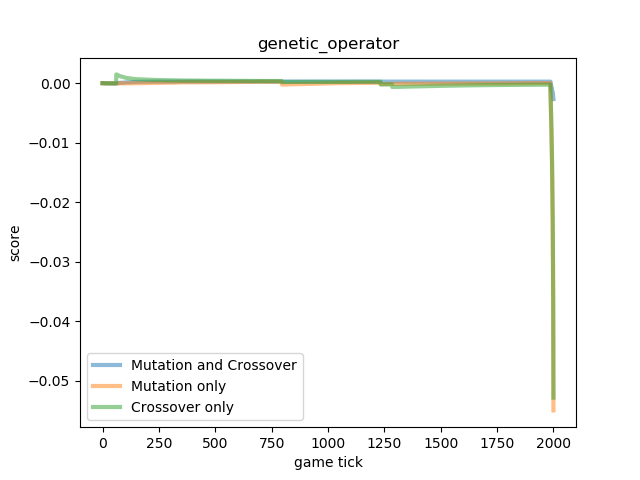 genetic_operator
0.00
−0.01
−0.02
−0.03
−0.04
−0.05
score
Mutation and Crossover
Mutation only
Crossover only
0 250 500 750 1000 1250 1500 1750 2000
game tick